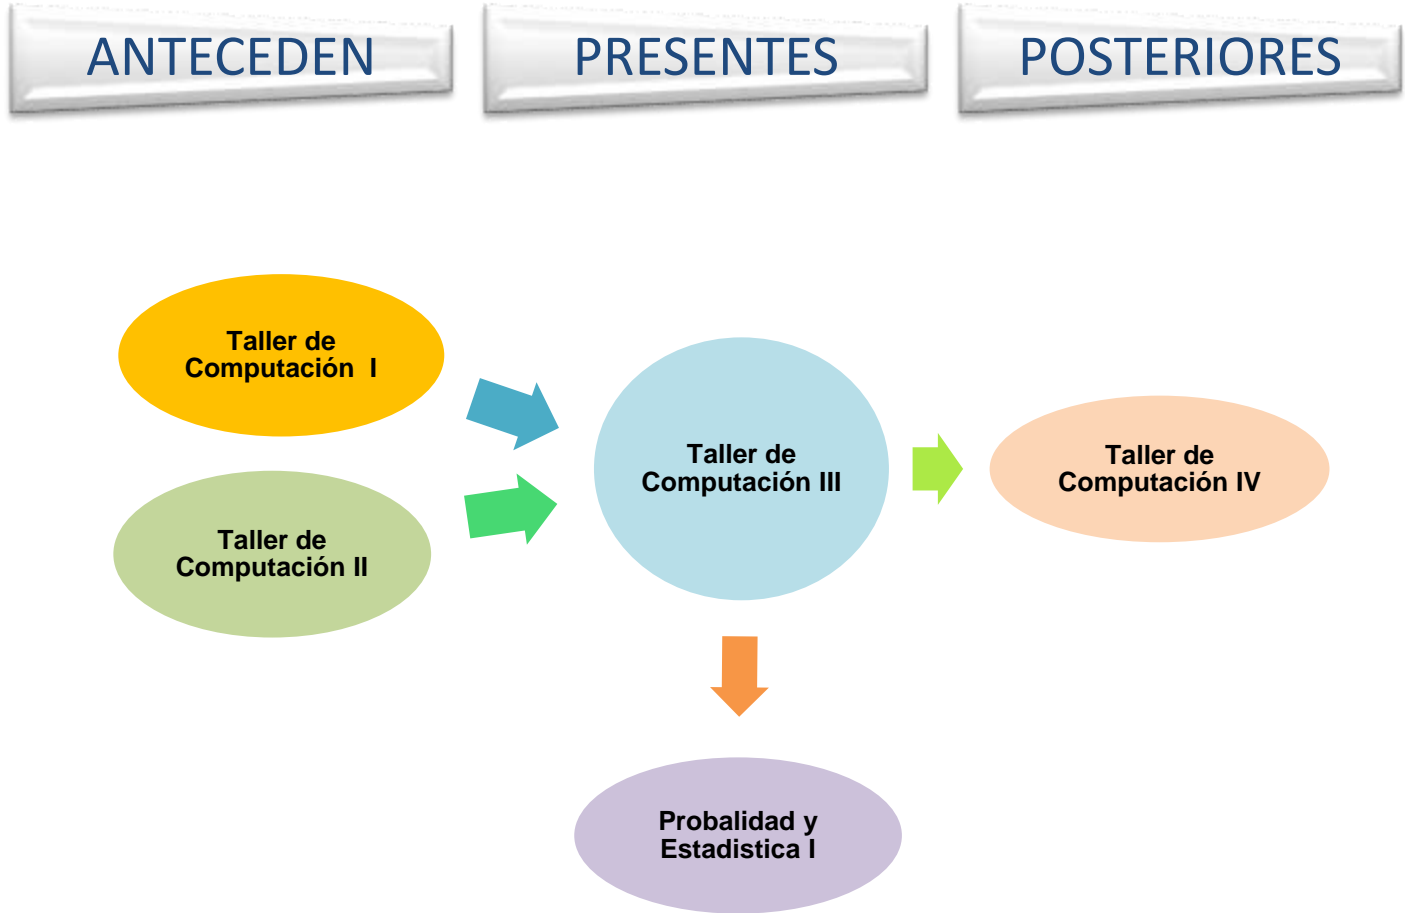 ANTECEDEN
PRESENTES
POSTERIORES
Taller de
Computación I
Taller de
Computación II
Taller de
Computación III
Taller de
Computación IV
Probalidad y
Estadistica I